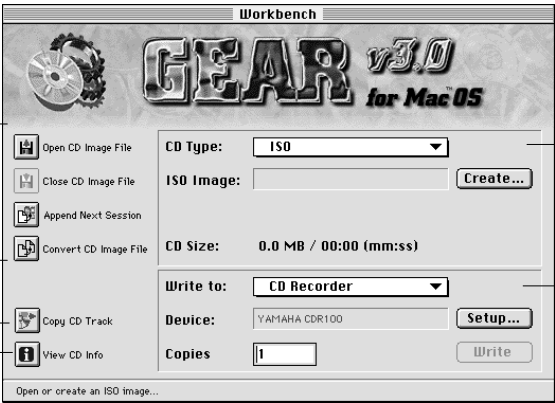 Workbench
GEAR v3.0
for Mac™OS
Open CD Image File
Close CD Image File
Append Next Session
Convert CD Image File
Copy CD Track
View CD Info
CD Type: ISO
ISO Image: Create...
CD Size: 0.0 MB / 00:00 (mm:ss)
Write to: CD Recorder
Device: YAMAHA CDR100 Setup...
Copies 1 Write
Open or create an ISO image...